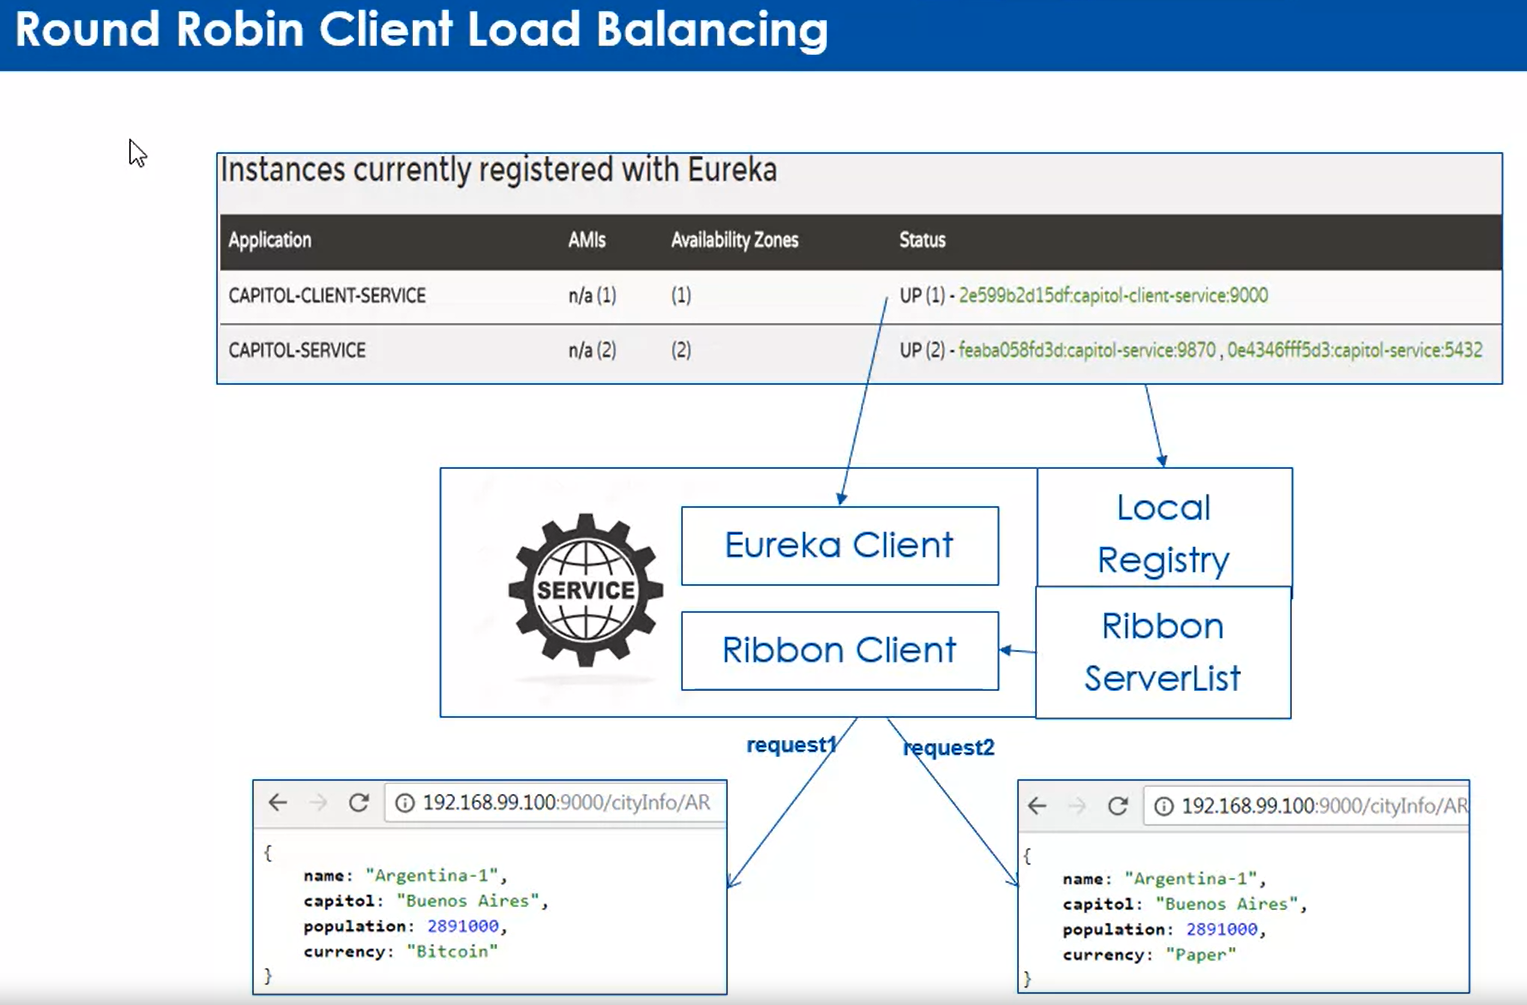 Round Robin Client Load Balancing
Instances currently registered with Eureka
Application AMIs Availability Zones Status
CAPITOL-CLIENT-SERVICE n/a (1) (1) UP (1) - 2e599b2d15df:capitol-client-service:9000
CAPITOL-SERVICE n/a (2) (2) UP (2) - feaba058fd3d:capitol-service:9870 , 0e4346fff5d3:capitol-service:5432
SERVICE
Eureka Client
Ribbon Client
Local
Registry
Ribbon
ServerList
request1
request2
192.168.99.100:9000/cityInfo/AR
{
name: "Argentina-1",
capitol: "Buenos Aires",
population: 2891000,
currency: "Bitcoin"
}
192.168.99.100:9000/cityInfo/AR
{
name: "Argentina-1",
capitol: "Buenos Aires",
population: 2891000,
currency: "Paper"
}